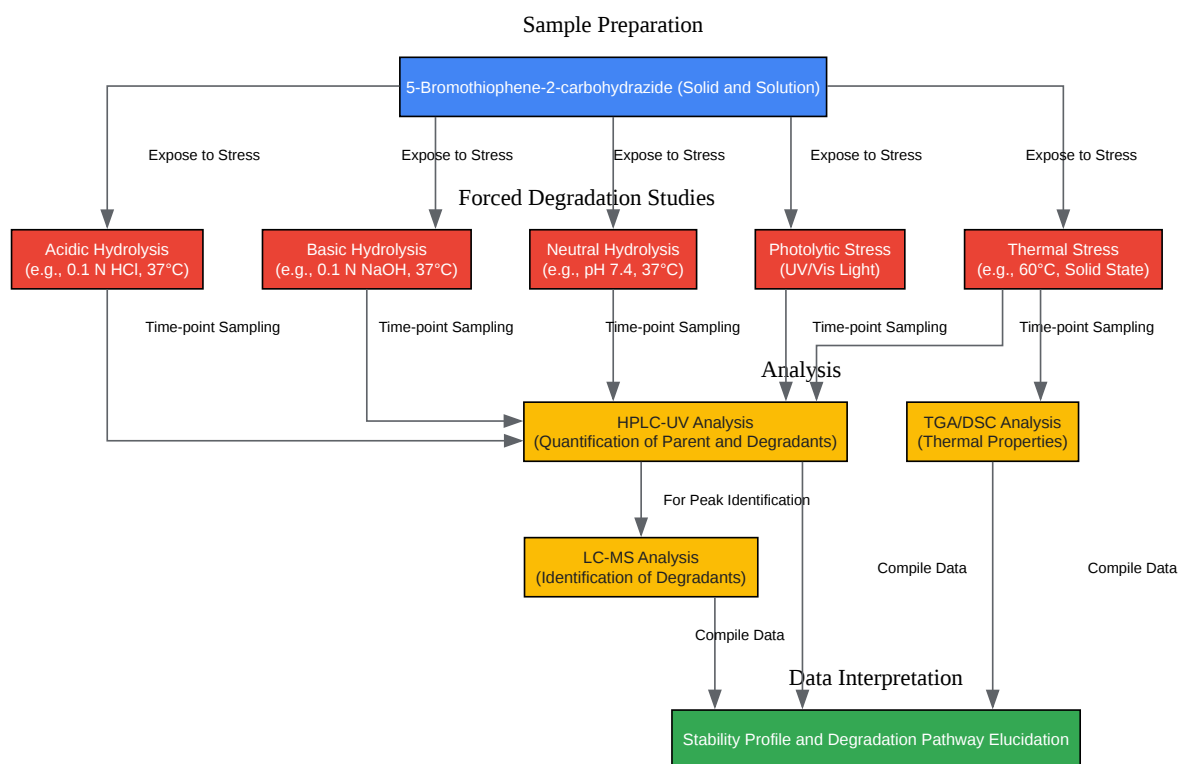 Sample Preparation
5-Bromothiophene-2-carbohydrazide (Solid and Solution)
Expose to Stress
Expose to Stress
Expose to Stress
Expose to Stress
Expose to Stress
Forced Degradation Studies
Acidic Hydrolysis
(e.g., 0.1 N HCl, 37°C)
Basic Hydrolysis
(e.g., 0.1 N NaOH, 37°C)
Neutral Hydrolysis
(e.g., pH 7.4, 37°C)
Photolytic Stress
(UV/Vis Light)
Thermal Stress
(e.g., 60°C, Solid State)
Time-point Sampling
Time-point Sampling
Time-point Sampling
Time-point Sampling
Time-point Sampling
Analysis
HPLC-UV Analysis
(Quantification of Parent and Degradants)
TGA/DSC Analysis
(Thermal Properties)
For Peak Identification
LC-MS Analysis
(Identification of Degradants)
Compile Data
Compile Data
Compile Data
Data Interpretation
Stability Profile and Degradation Pathway Elucidation